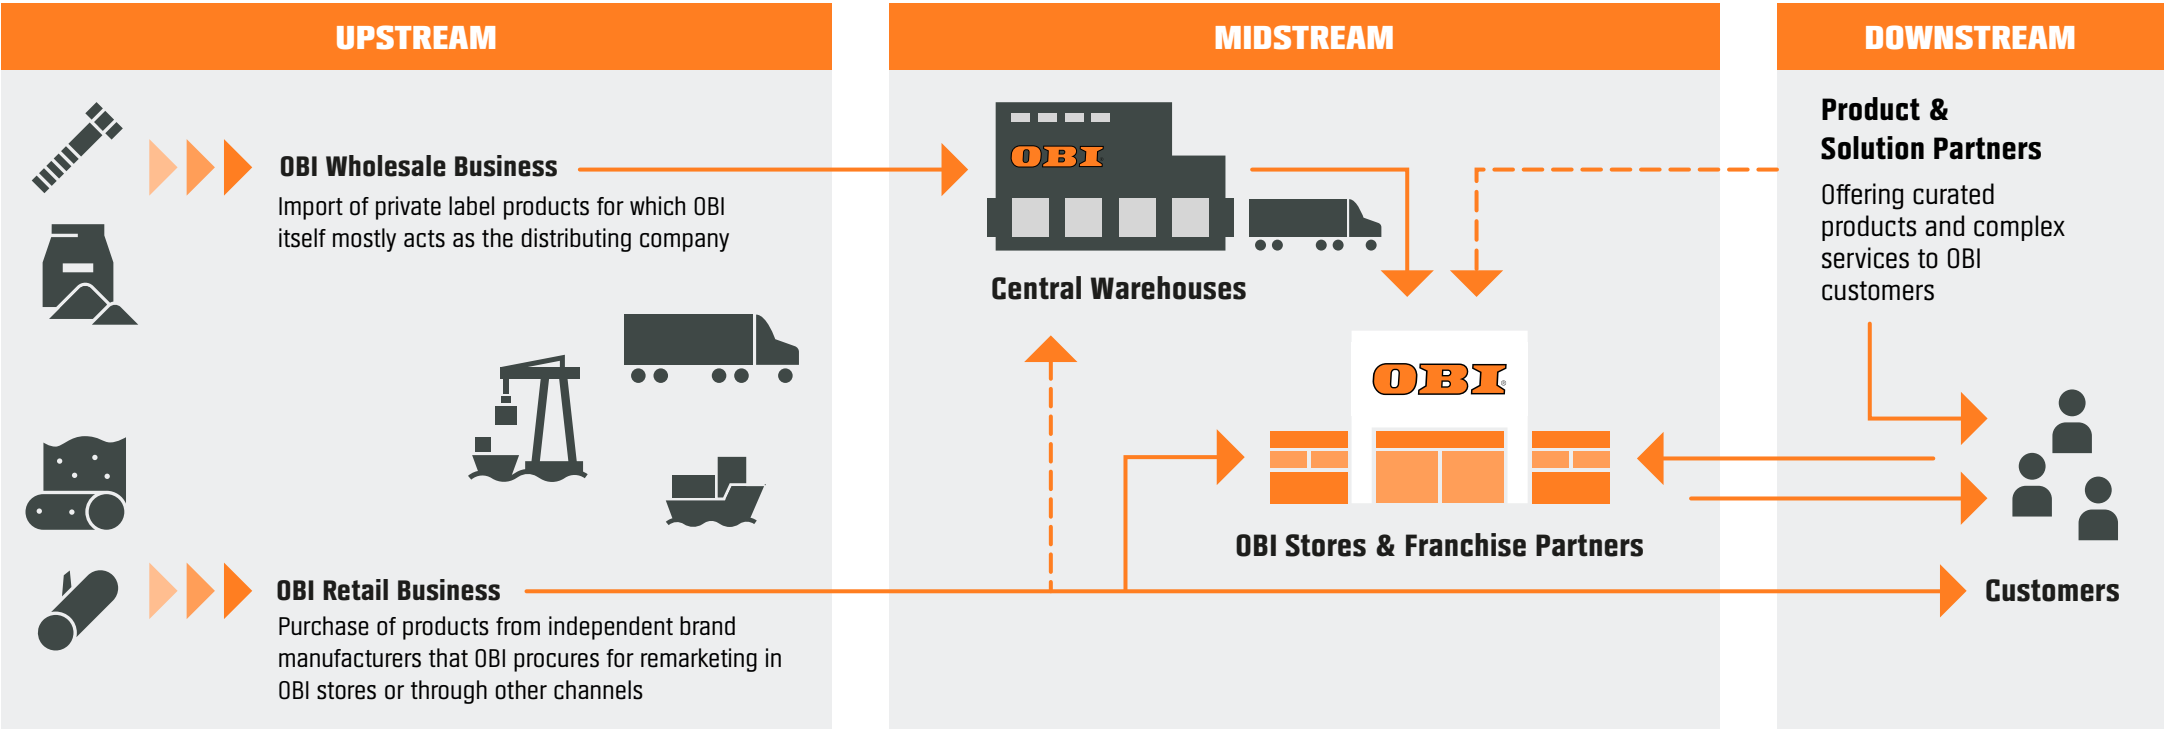 UPSTREAM
OBI Wholesale Business
Import of private label products for which OBI
itself mostly acts as the distributing company
OBI Retail Business
Purchase of products from independent brand
manufacturers that OBI procures for remarketing in
OBI stores or through other channels
MIDSTREAM
OBI
Central Warehouses
OBI®
OBI Stores & Franchise Partners
DOWNSTREAM
Product &
Solution Partners
Offering curated
products and complex
services to OBI
customers
Customers